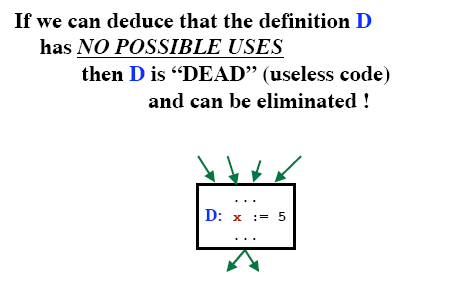 If we can deduce that the definition D
has NO POSSIBLE USES
then D is “DEAD” (useless code)
and can be eliminated !
. . .
D: x := 5
. . .